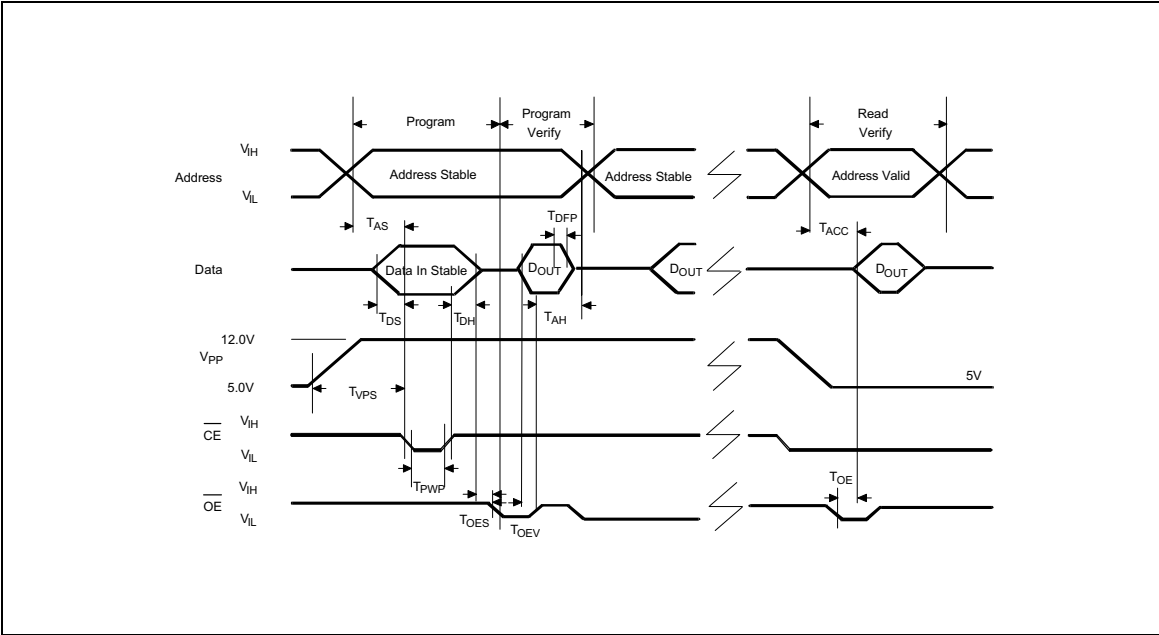 Program
Program
Verify
Read
Verify
VIH
Address
VIL
Address Stable
Address Stable
Address Valid
TAS
TDFP
TACC
Data
Data In Stable
DOUT
DOUT
DOUT
TDS
TDH
TAH
12.0V
VPP
5.0V
TVPS
5V
VIH
CE
VIL
TPWP
TOE
VIH
OE
VIL
TOES
TOEV